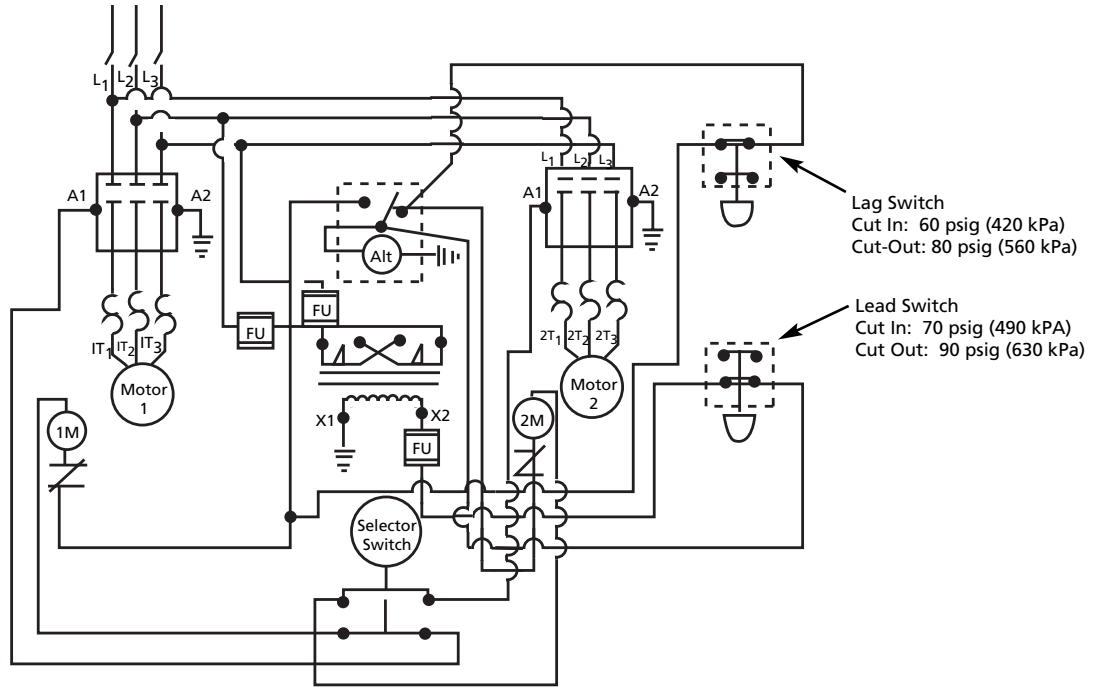 L1 L2 L3
L1 L2 L3
A1 A2
A1 A2
Lag Switch
Cut In: 60 psig (420 kPa)
Cut-Out: 80 psig (560 kPa)
Alt
FU
FU
Lead Switch
Cut In: 70 psig (490 kPA)
Cut Out: 90 psig (630 kPa)
IT1 IT2 IT3
2T1 2T2 2T3
Motor
1
Motor
2
1M
X1 X2
2M
FU
Selector
Switch